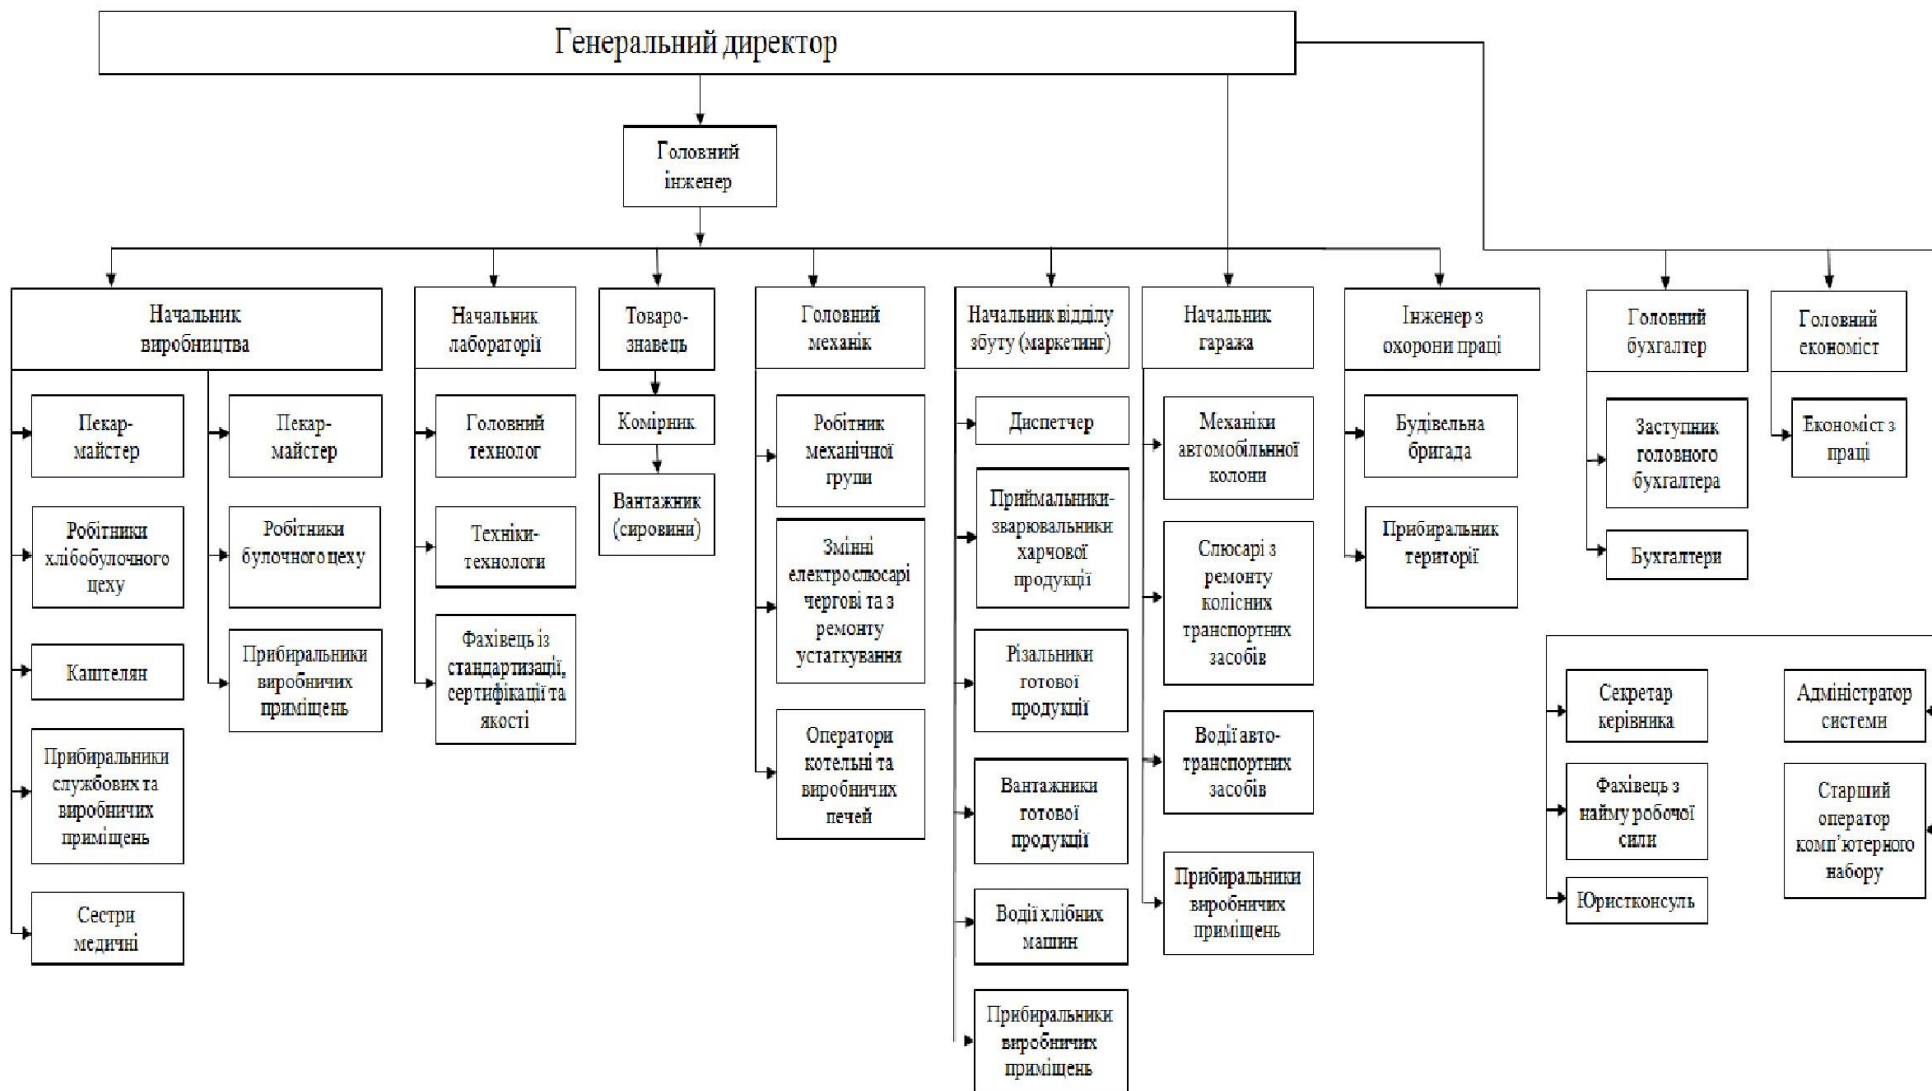 Генеральний директор
Головний
інженер
Начальник
виробництва
Начальник
лабораторії
Товаро-
знавець
Головний
механік
Начальник відділу
збуту (маркетинг)
Начальник
гаража
Інженер з
охорони праці
Головний
бухгалтер
Головний
економіст
Пекар-
майстер
Робітники
хлібобулочного
цеху
Каштелян
Прибиральники
службових та
виробничих
приміщень
Сестри
медичні
Пекар-
майстер
Робітники
булочного цеху
Прибиральники
виробничих
приміщень
Головний
технолог
Техніки-
технологи
Фахівець із
стандартизації,
сертифікації та
якості
Комірник
Вантажник
(сировини)
Робітник
механічної
групи
Змінні
електрослюсарі
чергові та з
ремонту
устаткування
Оператори
котельні та
виробничих
печей
Диспетчер
Приймальники-
зварювальники
харчової
продукції
Різальники
готової
продукції
Вантажники
готової
продукції
Водії хлібних
машин
Прибиральники
виробничих
приміщень
Механіки
автомобільнної
колони
Слюсарі з
ремонту
колісних
транспортних
засобів
Водії авто-
транспортних
засобів
Прибиральники
виробничих
приміщень
Будівельна
бригада
Прибиральник
території
Заступник
головного
бухгалтера
Бухгалтери
Економіст з
праці
Секретар
керівника
Фахівець з
найму робочої
сили
Юристконсуль
Адміністратор
системи
Старший
оператор
комп’ютерного
набору